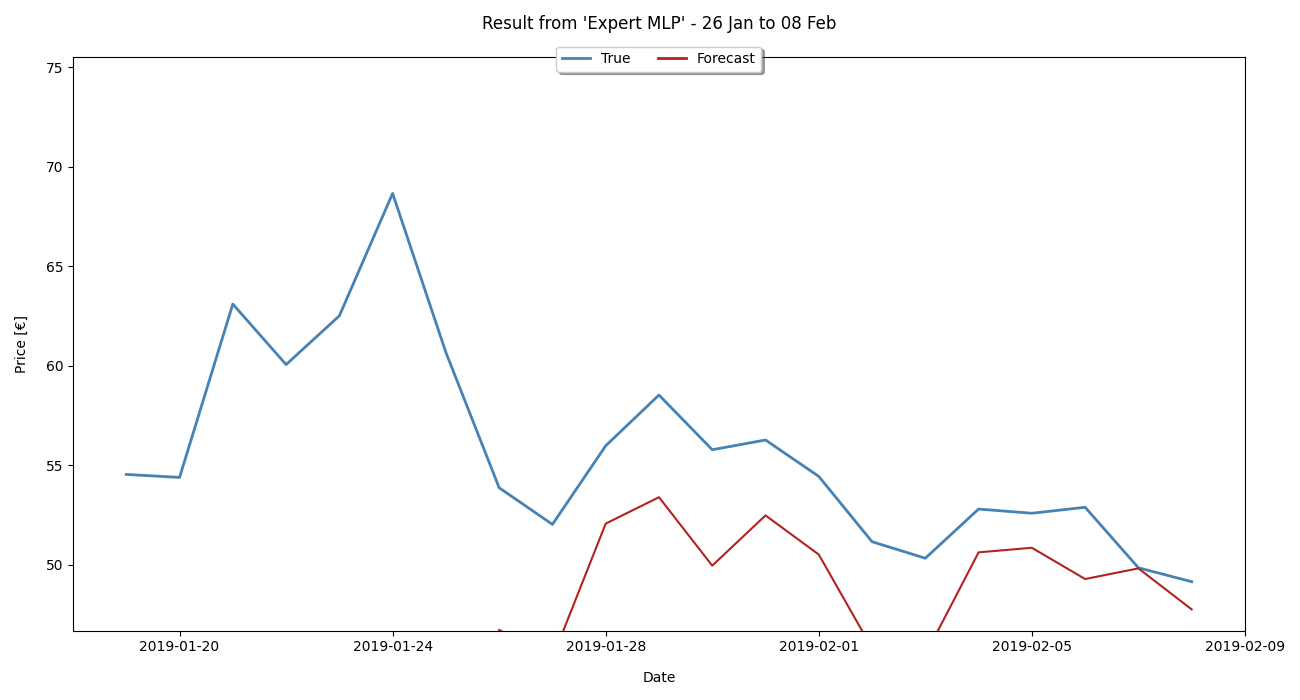 Result from 'Expert MLP' - 26 Jan to 08 Feb
True Forecast
75
70
65
60
55
50
Price [€]
2019-01-20 2019-01-24 2019-01-28 2019-02-01 2019-02-05 2019-02-09
Date